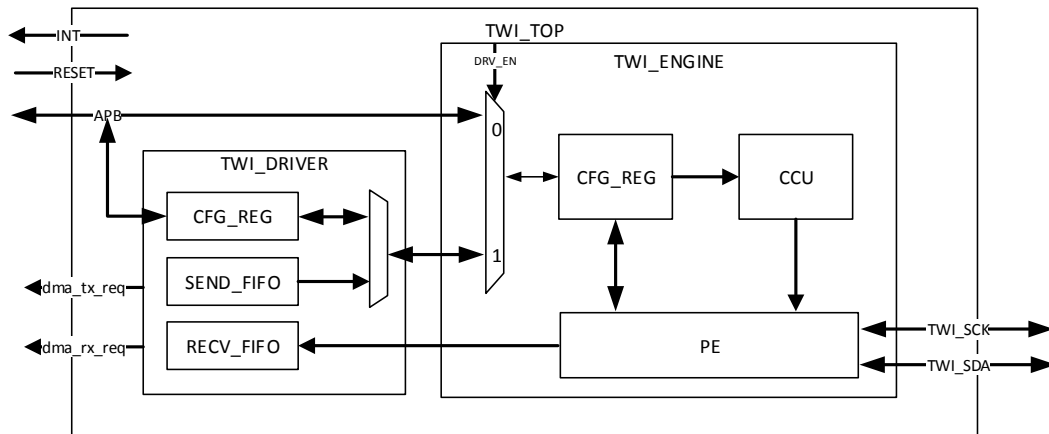 INT
TWI_TOP
DRV_EN
TWI_ENGINE
RESET
APB
0
TWI_DRIVER
CFG_REG
CCU
CFG_REG
1
SEND_FIFO
dma_tx_req
TWI_SCK
RECV_FIFO
dma_rx_req
PE
TWI_SDA